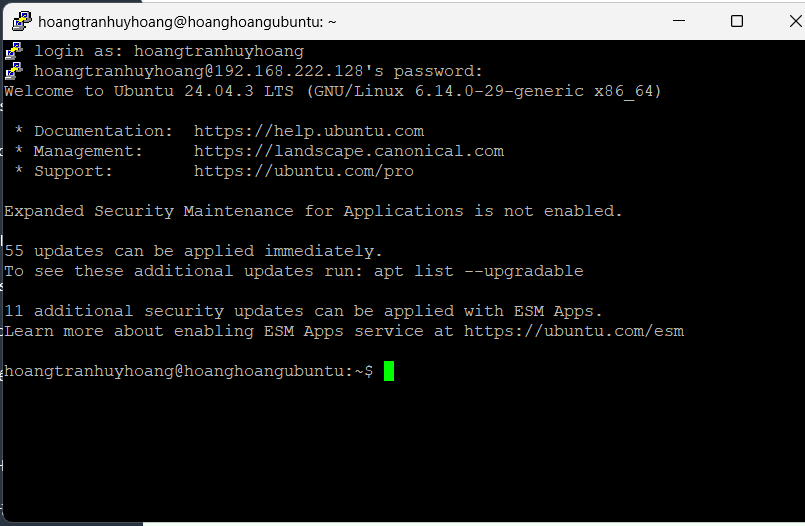 hoangtranhuyhoang@hoanghoangubuntu: ~
login as: hoangtranhuyhoang
hoangtranhuyhoang@192.168.222.128's password:
Welcome to Ubuntu 24.04.3 LTS (GNU/Linux 6.14.0-29-generic x86_64)
* Documentation:  https://help.ubuntu.com
* Management:     https://landscape.canonical.com
* Support:        https://ubuntu.com/pro
Expanded Security Maintenance for Applications is not enabled.
55 updates can be applied immediately.
To see these additional updates run: apt list --upgradable
11 additional security updates can be applied with ESM Apps.
Learn more about enabling ESM Apps service at https://ubuntu.com/esm
hoangtranhuyhoang@hoanghoangubuntu:~$